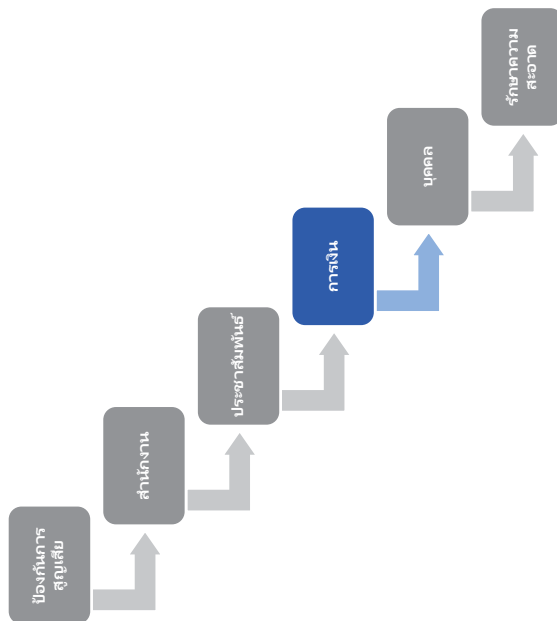 ป้องกันการ
สูญเสีย
สำนักงาน
ประชาสัมพันธ์
การเงิน
บุคคล
รักษาความ
สะอาด